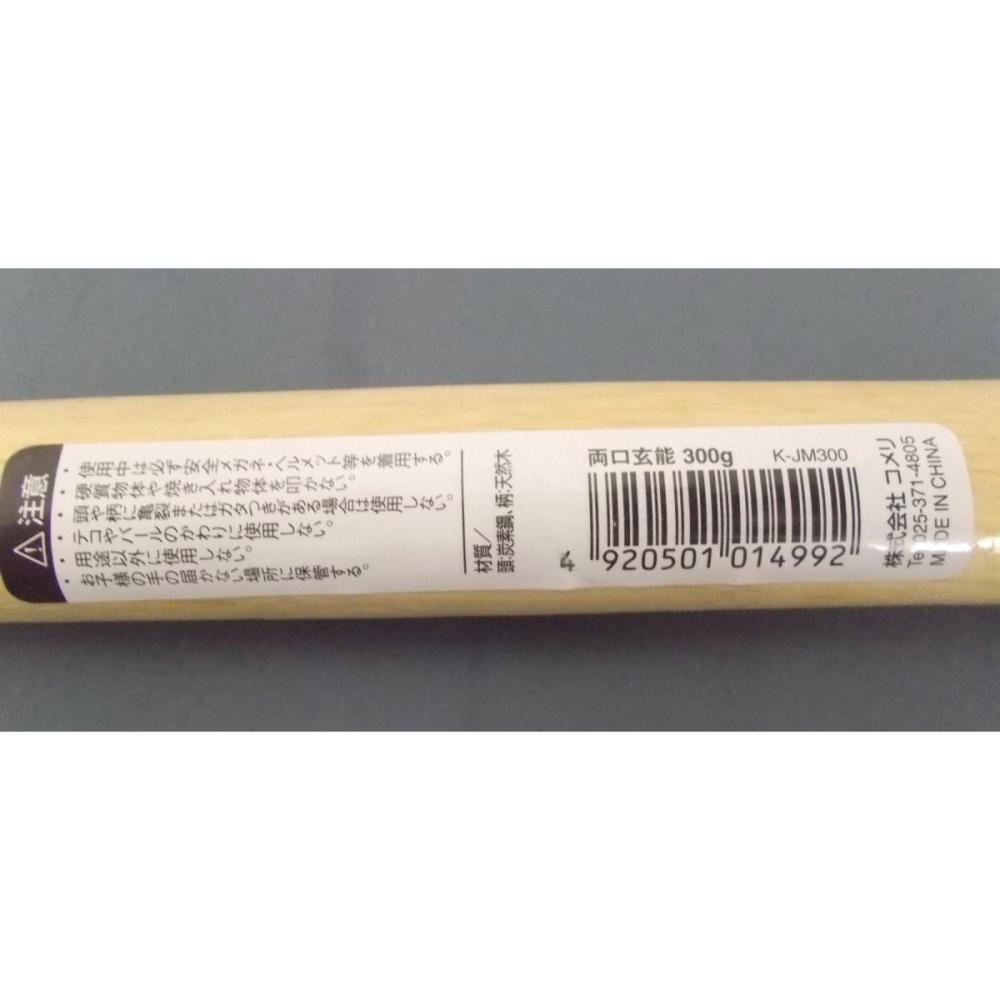 注意
・使用中は必ず安全メガネ・ヘルメット等を着用する。
・硬質物体や焼き入れ物体を叩かない。
・頭や柄に亀裂またはガタつきがある場合は使用しない。
・テコやバールのかわりに使用しない。
・用途以外に使用しない。
・お子様の手の届かない場所に保管する。
材質/
頭:炭素鋼、柄:天然木
両口玄能 300g K-JM300
4 920501 014992
株式会社 コメリ
Tel025-371-4805
MADE IN CHINA